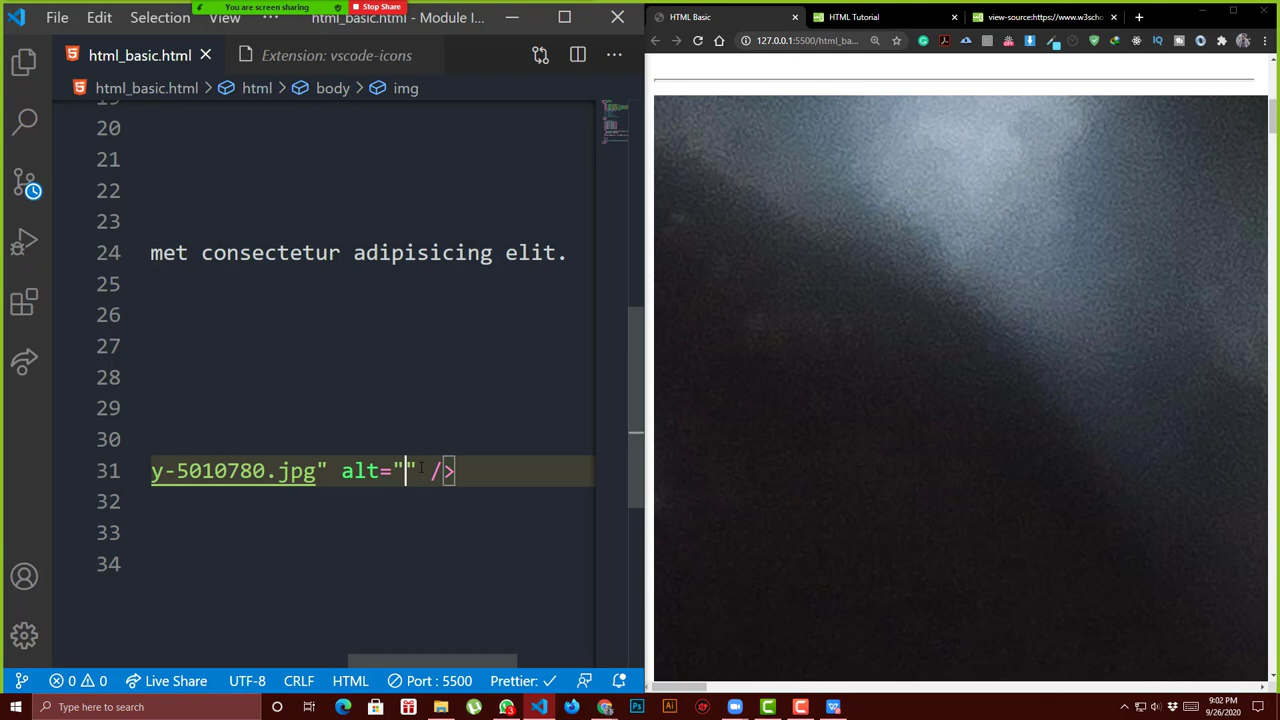 You are screen sharing
Stop Share
File Edit Selection View html_basic.html - Module I...
html_basic.html
Extension: vscode-icons
html_basic.html > html > body > img
20
21
22
23
24 met consectetur adipisicing elit.
25
26
27
28
29
30
31 y-5010780.jpg" alt="" />
32
33
34
0 0 Live Share UTF-8 CRLF HTML Port : 5500 Prettier: ✓
HTML Basic
HTML Tutorial
view-source:https://www.w3scho
127.0.0.1:5500/html_ba...
Type here to search
9:02 PM
9/26/2020